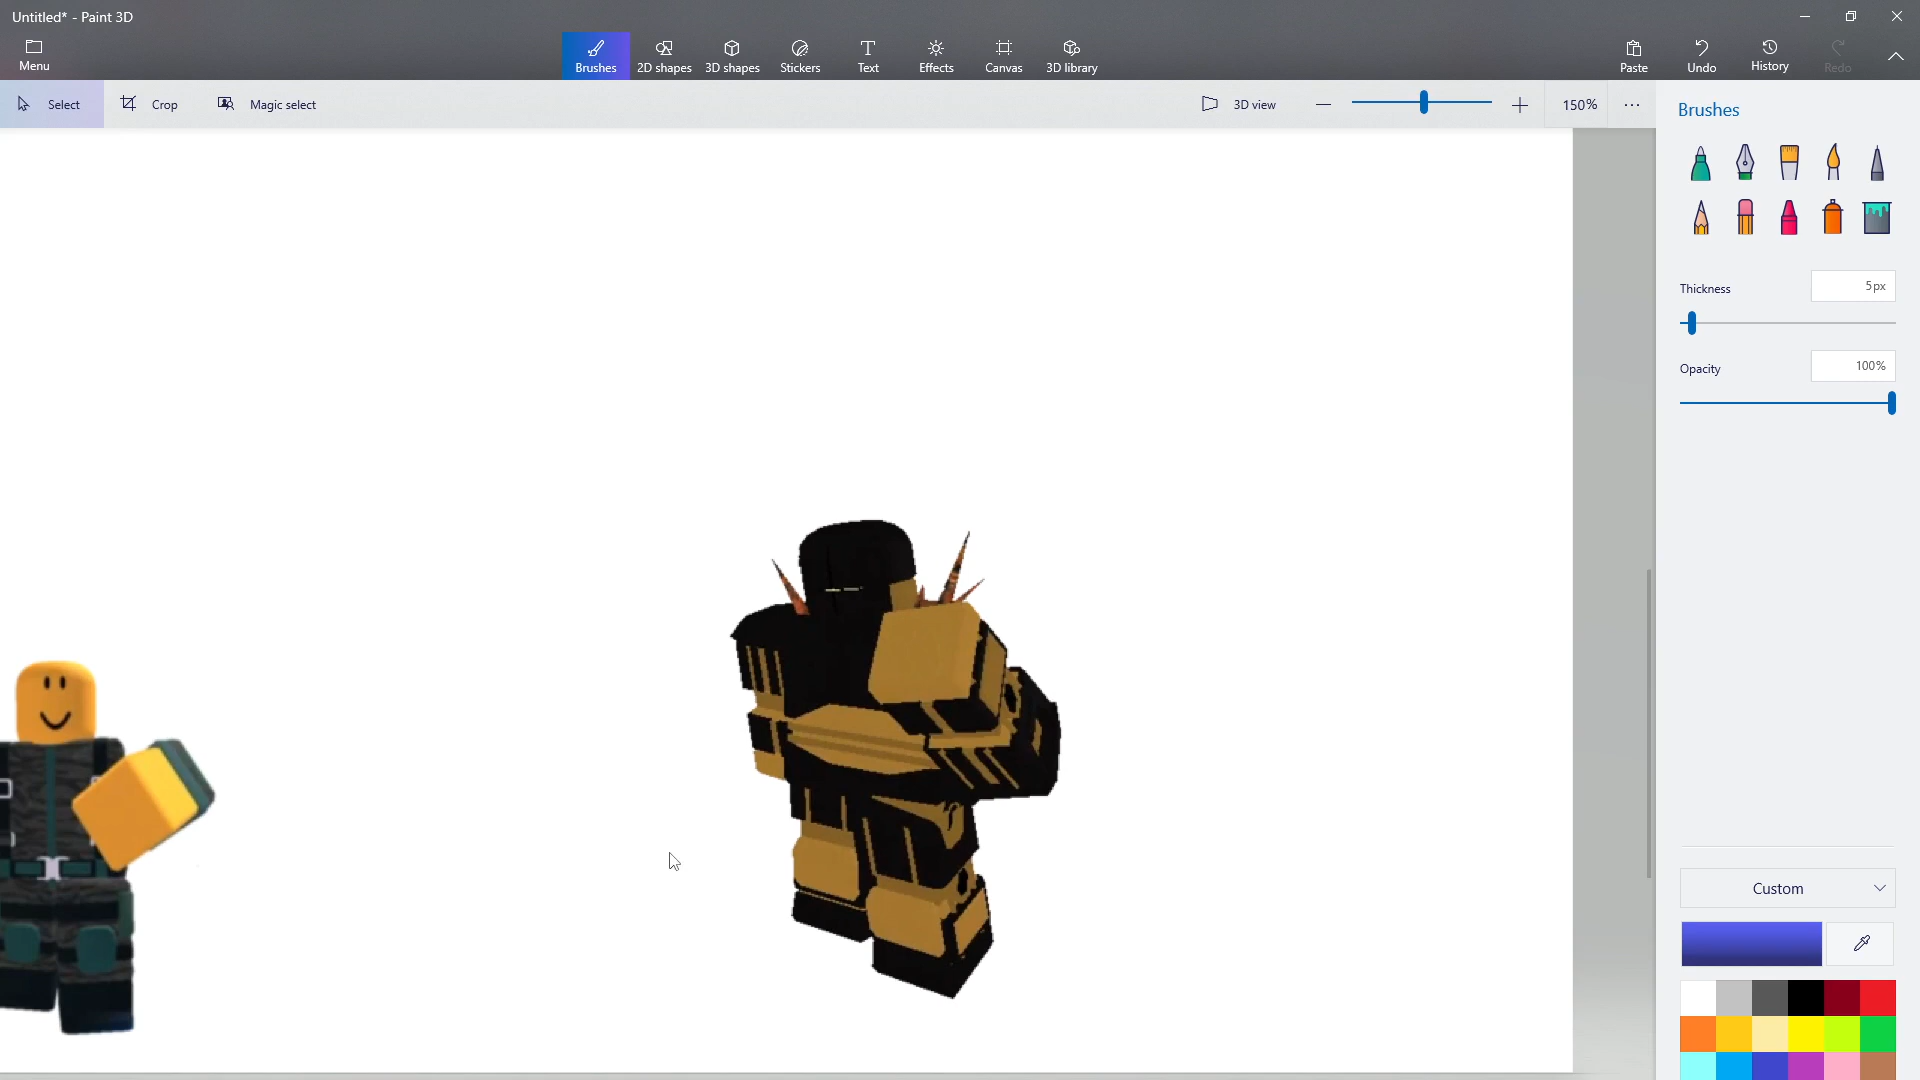 Untitled* - Paint 3D
Menu
Brushes
2D shapes
3D shapes
Stickers
Text
Effects
Canvas
3D library
Paste
Undo
History
Redo
Select
Crop
Magic select
3D view
150%
Brushes
Thickness
5px
Opacity
100%
Custom